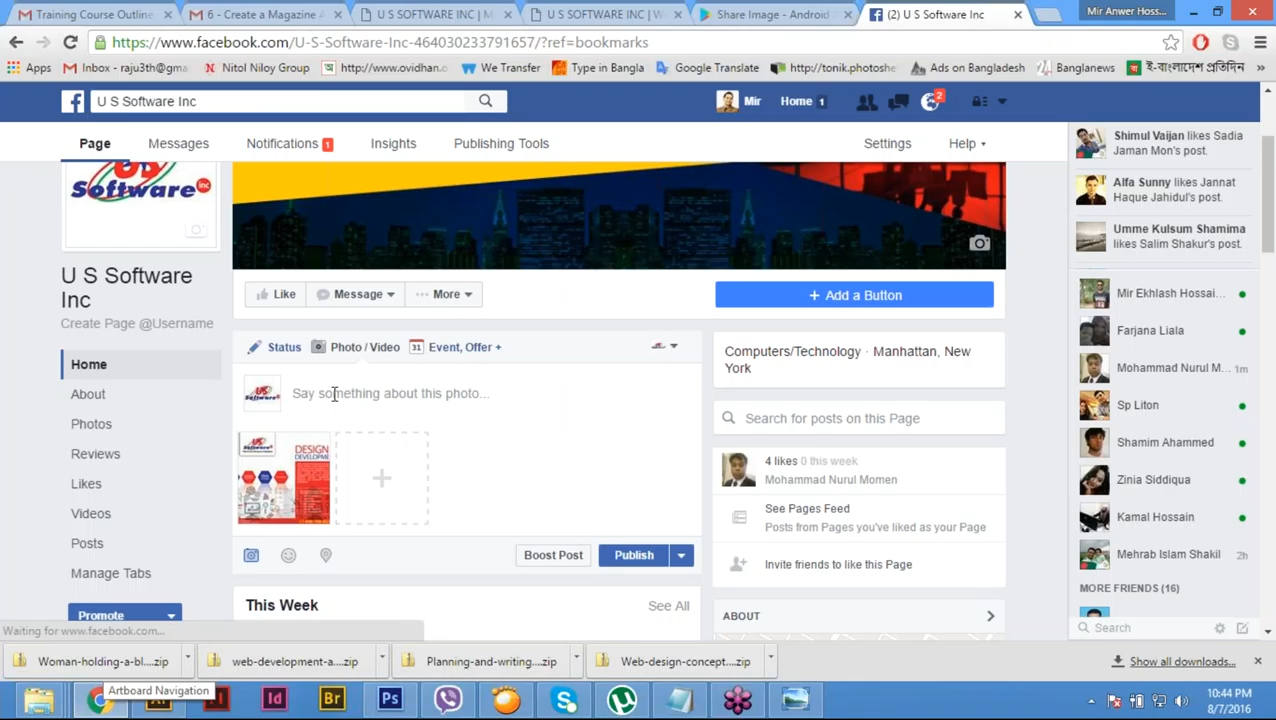 Training Course Outline
6 - Create a Magazine A
U S SOFTWARE INC | M
U S SOFTWARE INC | W
Share Image - Android
(2) U S Software Inc
Mir Anwer Hoss...
https://www.facebook.com/U-S-Software-Inc-464030233791657/?ref=bookmarks
Apps
Inbox - raju3th@gma
Nitol Niloy Group
http://www.ovidhan.o
We Transfer
Type in Bangla
Google Translate
http://tonik.photoshe
Ads on Bangladesh
Banglanews
ই-বাংলাদেশ প্রতিদিন
»
U S Software Inc
Mir
Home 1
2
Page
Messages
Notifications 1
Insights
Publishing Tools
Settings
Help
US
Software inc
Shimul Vaijan likes Sadia
Jaman Mon's post.
Alfa Sunny likes Jannat
Haque Jahidul's post.
Umme Kulsum Shamima
likes Salim Shakur's post.
U S Software
Inc
Create Page @Username
Like
Message
More
+ Add a Button
Home
About
Photos
Reviews
Likes
Videos
Posts
Manage Tabs
Promote
Status
Photo / Video
31
Event, Offer +
Say something about this photo...
DESIGN
DEVELOPME
Boost Post
Publish
This Week
See All
Computers/Technology · Manhattan, New
York
Search for posts on this Page
4 likes 0 this week
Mohammad Nurul Momen
See Pages Feed
Posts from Pages you've liked as your Page
Invite friends to like this Page
ABOUT
Mir Ekhlash Hossai...
Farjana Liala
Mohammad Nurul M... 1m
Sp Liton
Shamim Ahammed
Zinia Siddiqua
Kamal Hossain
Mehrab Islam Shakil 2h
MORE FRIENDS (16)
Search
Waiting for www.facebook.com...
Woman-holding-a-bl....zip
web-development-a....zip
Planning-and-writing....zip
Web-design-concept....zip
Show all downloads...
Artboard Navigation
Id
Br
Ps
10:44 PM
8/7/2016